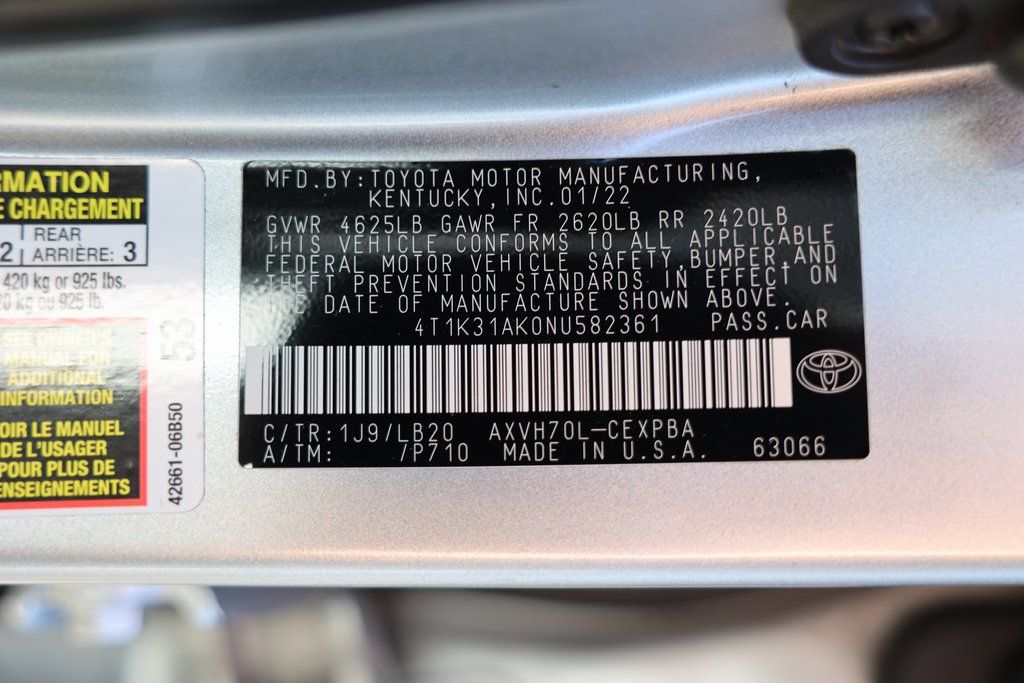 RMATION
E CHARGEMENT
2 REAR
ARRIÈRE: 3
420 kg or 925 lbs.
20 kg ou 925 lb.
SEE OWNER'S
MANUAL FOR
ADDITIONAL
INFORMATION
OIR LE MANUEL
DE L'USAGER
POUR PLUS DE
ENSEIGNEMENTS
53
42661-06B50
MFD.BY:TOYOTA MOTOR MANUFACTURING,
KENTUCKY,INC.01/22
GVWR 4625LB GAWR FR 2620LB RR 2420LB
THIS VEHICLE CONFORMS TO ALL APPLICABLE
FEDERAL MOTOR VEHICLE SAFETY,BUMPER,AND
THEFT PREVENTION STANDARDS IN EFFECT ON
THE DATE OF MANUFACTURE SHOWN ABOVE.
4T1K31AK0NU582361 PASS.CAR
C/TR:1J9/LB20 AXVH70L-CEXPBA
A/TM: /P710 MADE IN U.S.A. 63066